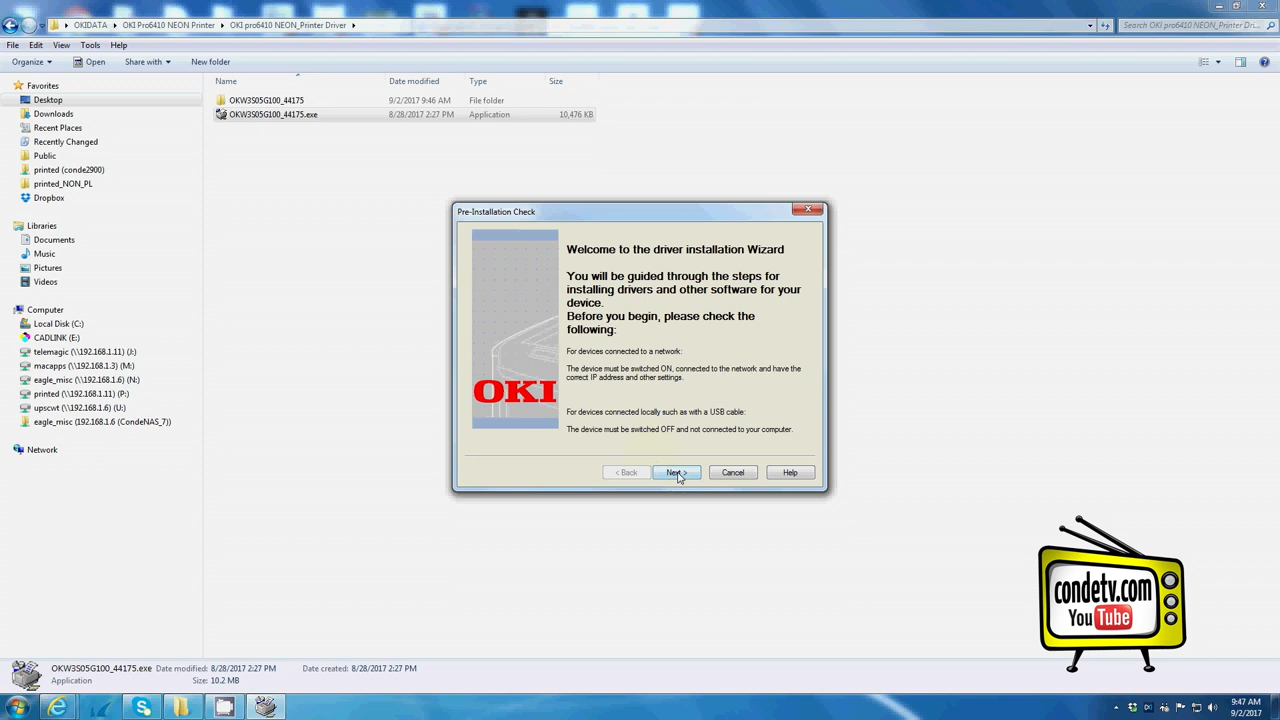 OKIDATA ▸ OKI Pro6410 NEON Printer ▸ OKI pro6410 NEON_Printer Driver ▸
Search OKI pro6410 NEON_Printer Dri...
File Edit View Tools Help
Organize ▾ Open Share with ▾ New folder
Name Date modified Type Size
OKW3S05G100_44175 9/2/2017 9:46 AM File folder
OKW3S05G100_44175.exe 8/28/2017 2:27 PM Application 10,476 KB
Favorites
Desktop
Downloads
Recent Places
Recently Changed
Public
printed (conde2900)
printed_NON_PL
Dropbox
Libraries
Documents
Music
Pictures
Videos
Computer
Local Disk (C:)
CADLINK (E:)
telemagic (\\192.168.1.11) (J:)
macapps (\\192.168.1.3) (M:)
eagle_misc (\\192.168.1.6) (N:)
printed (\\192.168.1.11) (P:)
upscwt (\\192.168.1.6) (U:)
eagle_misc (192.168.1.6 (CondeNAS_7))
Network
Pre-Installation Check
OKI
Welcome to the driver installation Wizard
You will be guided through the steps for
installing drivers and other software for your
device.
Before you begin, please check the
following:
For devices connected to a network:
The device must be switched ON, connected to the network and have the
correct IP address and other settings.
For devices connected locally such as with a USB cable:
The device must be switched OFF and not connected to your computer.
< Back Next > Cancel Help
condetv.com
YouTube
OKW3S05G100_44175.exe Date modified: 8/28/2017 2:27 PM Date created: 8/28/2017 2:27 PM
Application Size: 10.2 MB
9:47 AM
9/2/2017